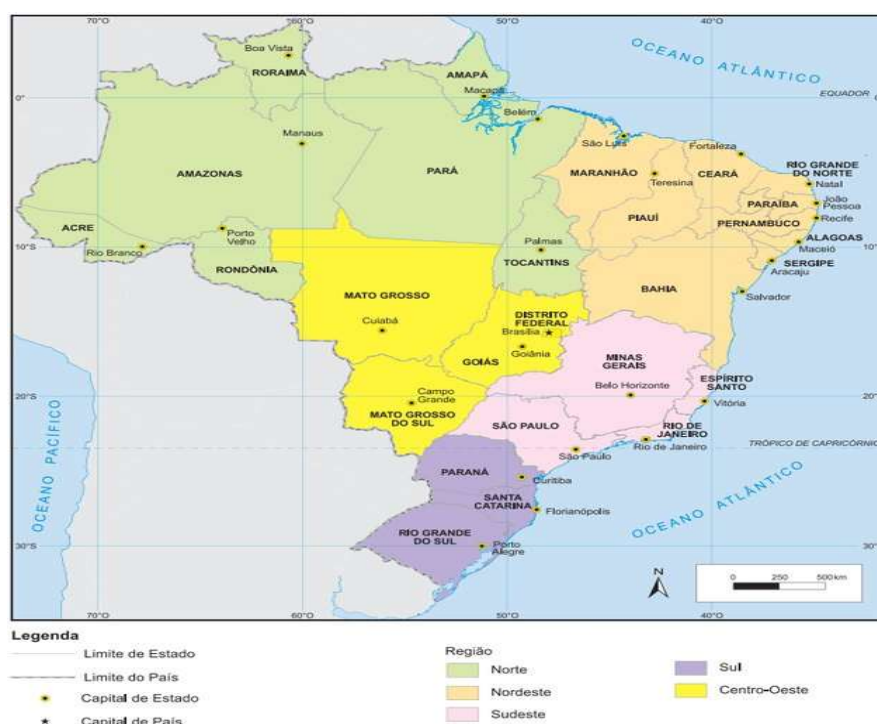 70°O
60°O
50°O
40°O
OCEANO ATLÂNTICO
Boa Vista
RORAIMA
AMAPÁ
Macapá
EQUADOR
0°
0°
Belém
Manaus
São Luís
Fortaleza
RIO GRANDE
DO NORTE
AMAZONAS
PARÁ
MARANHÃO
CEARÁ
Teresina
Natal
PARAÍBA
João
Pessoa
PIAUÍ
PERNAMBUCO
Recife
ACRE
Porto
Velho
Palmas
ALAGOAS
Maceió
10°S
10°S
Rio Branco
RONDÔNIA
TOCANTINS
SERGIPE
Aracaju
BAHIA
MATO GROSSO
Salvador
Cuiabá
DISTRITO
FEDERAL
Brasília
GOIÁS
Goiânia
MINAS
GERAIS
Belo Horizonte
ESPÍRITO
SANTO
20°S
20°S
Campo
Grande
Vitória
MATO GROSSO
DO SUL
SÃO PAULO
RIO DE
JANEIRO
Rio de Janeiro
TRÓPICO DE CAPRICÓRNIO
São Paulo
PARANÁ
Curitiba
OCEANO PACÍFICO
SANTA
CATARINA
Florianópolis
OCEANO ATLÂNTICO
RIO GRANDE
DO SUL
Porto
Alegre
30°S
30°S
N
0 250 500 km
70°O
60°O
50°O
40°O
Legenda
Limite de Estado
Limite do País
Capital de Estado
Capital de País
Região
Norte
Nordeste
Sudeste
Sul
Centro-Oeste